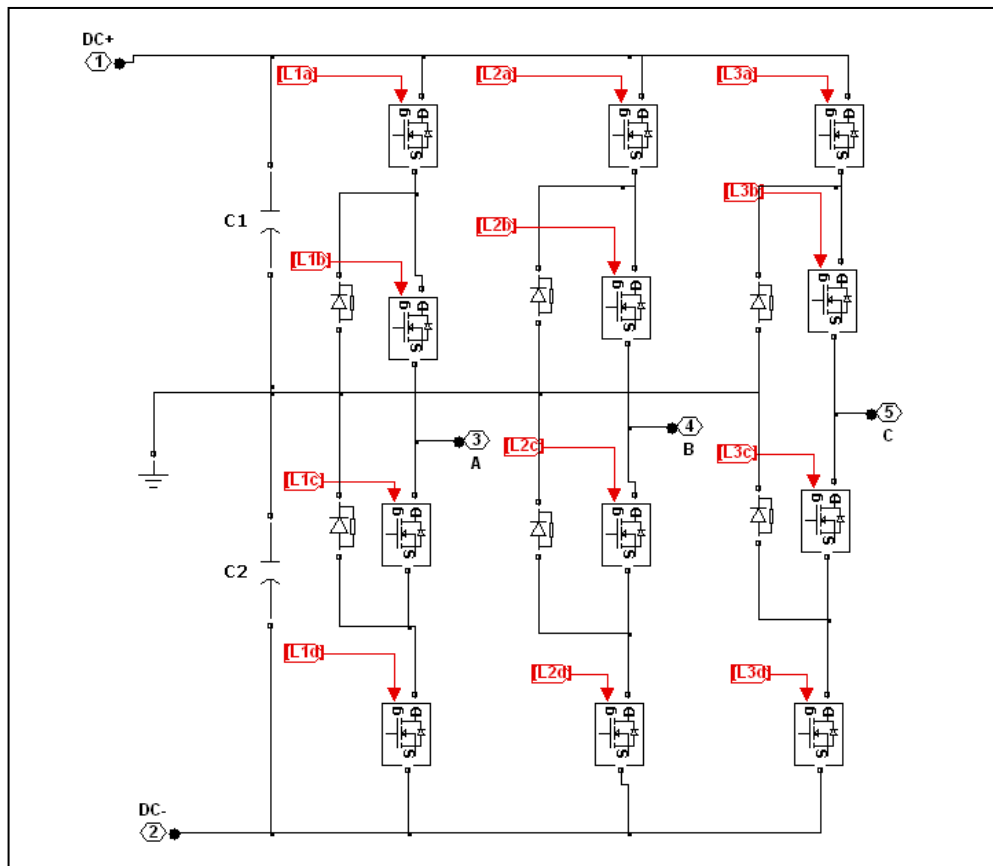 DC+
1
[L1a]
[L2a]
[L3a]
g D
S
g D
S
g D
S
[L3b]
C1
[L2b]
[L1b]
g D
S
g D
S
g D
S
3
A
4
B
5
C
[L1c]
[L2c]
[L3c]
g D
S
g D
S
g D
S
C2
[L1d]
[L2d]
[L3d]
g D
S
g D
S
g D
S
DC-
2